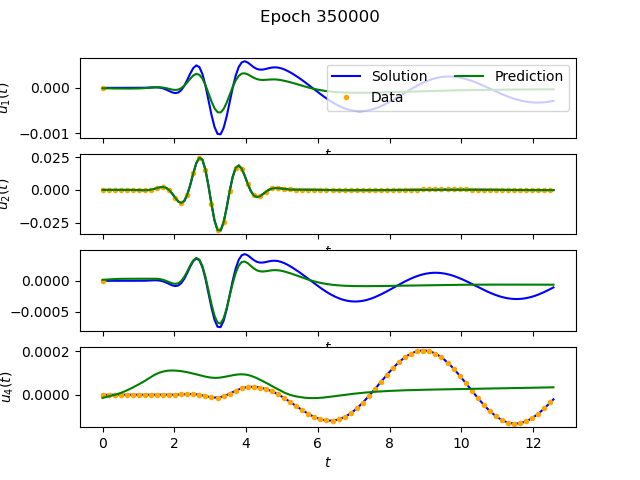 Epoch 350000
u1(t)
0.000
−0.001
Solution
Data
Prediction
u2(t)
0.025
0.000
−0.025
0.0000
−0.0005
u4(t)
0.0002
0.0000
0 2 4 6 8 10 12
t